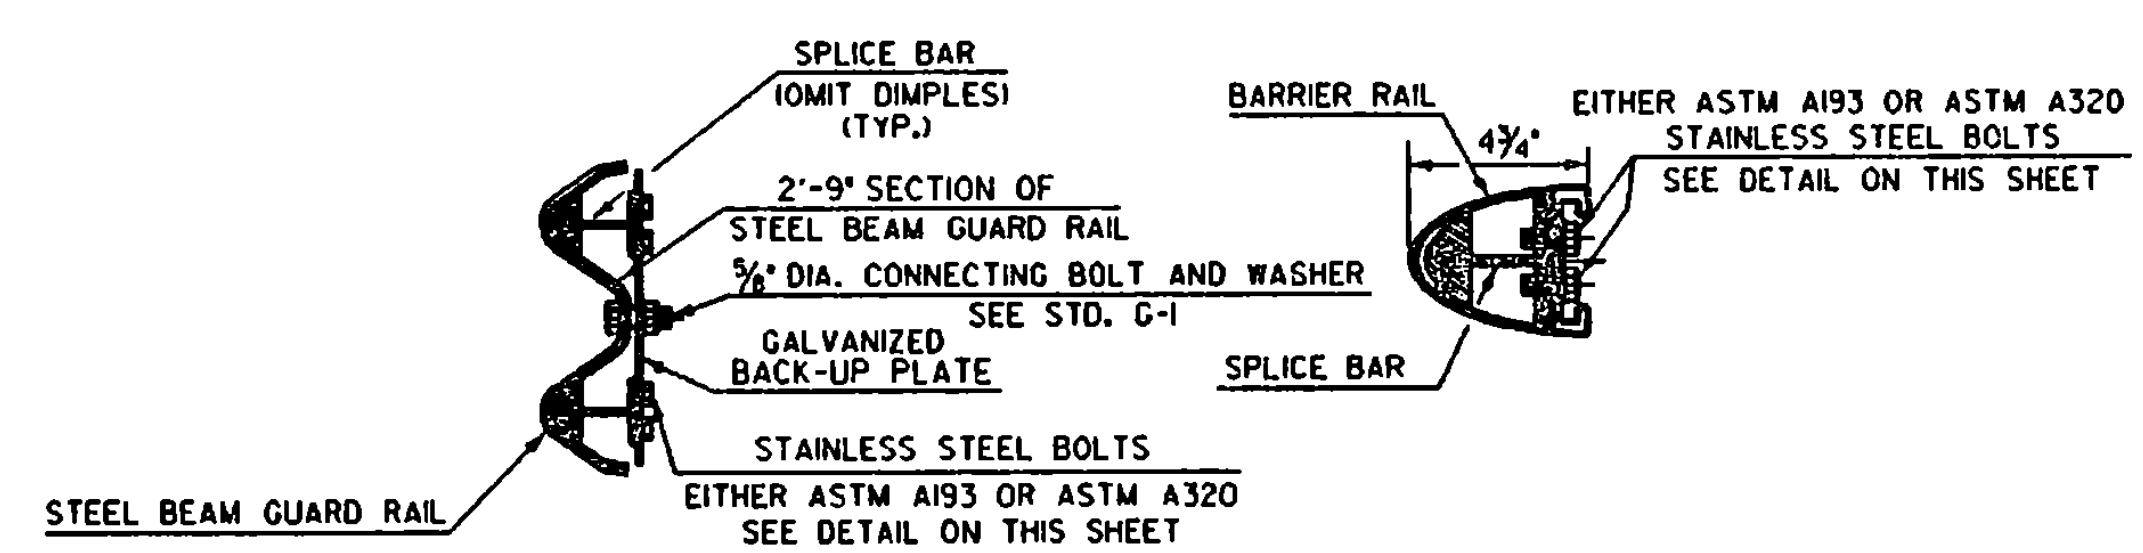 SPLICE BAR
(OMIT DIMPLES)
(TYP.)
2'-9" SECTION OF
STEEL BEAM GUARD RAIL
5/8" DIA. CONNECTING BOLT AND WASHER
SEE STD. G-1
GALVANIZED
BACK-UP PLATE
STAINLESS STEEL BOLTS
EITHER ASTM A193 OR ASTM A320
SEE DETAIL ON THIS SHEET
STEEL BEAM GUARD RAIL
BARRIER RAIL
4 3/4"
EITHER ASTM A193 OR ASTM A320
STAINLESS STEEL BOLTS
SEE DETAIL ON THIS SHEET
SPLICE BAR